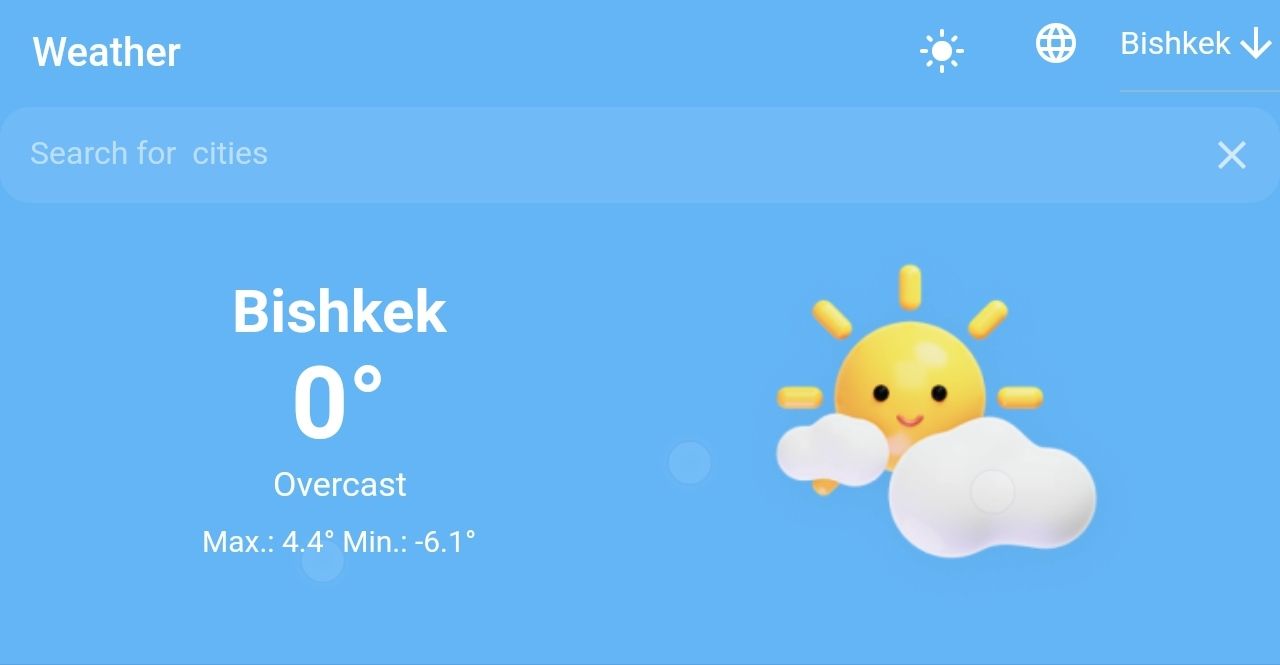 Weather
Bishkek
Search for cities
Bishkek
0°
Overcast
Max.: 4.4° Min.: -6.1°